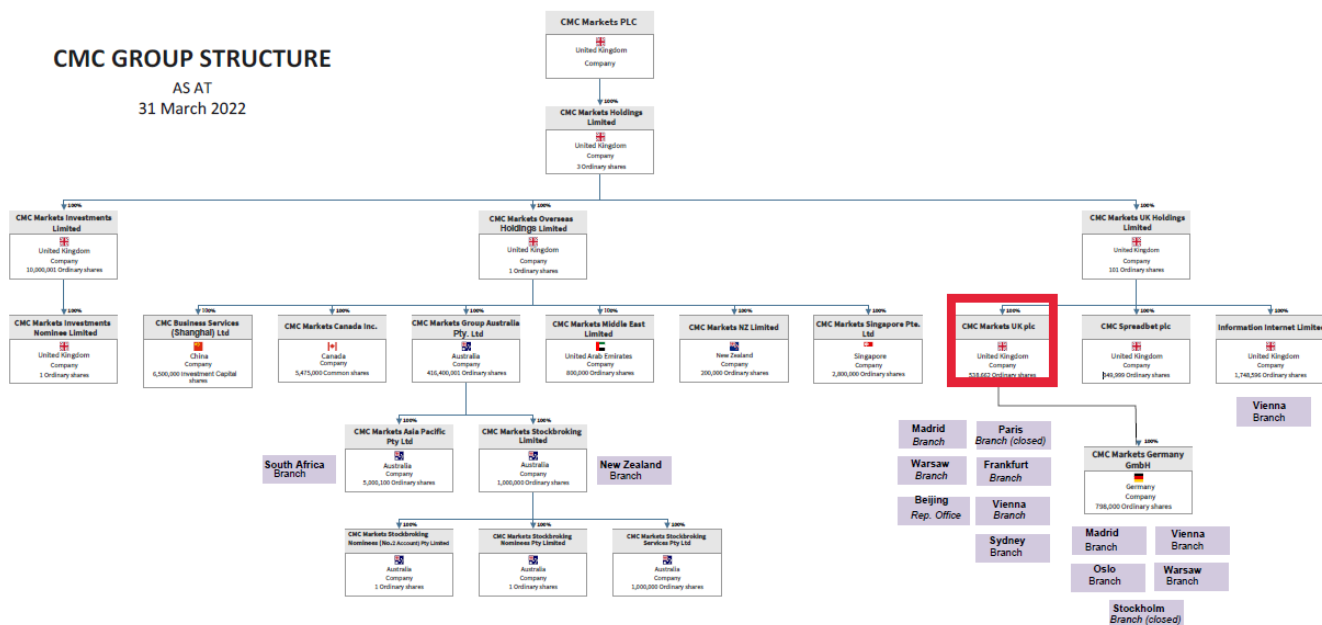 CMC GROUP STRUCTURE
AS AT
31 March 2022
CMC Markets PLC
United Kingdom
Company
100%
CMC Markets Holdings
Limited
United Kingdom
Company
3 Ordinary shares
100%
CMC Markets Investments
Limited
United Kingdom
Company
10,000,001 Ordinary shares
100%
CMC Markets Overseas
Holdings Limited
United Kingdom
Company
1 Ordinary shares
100%
CMC Markets UK Holdings
Limited
United Kingdom
Company
101 Ordinary shares
100%
CMC Markets Investments
Nominee Limited
United Kingdom
Company
1 Ordinary shares
100%
CMC Business Services
(Shanghai) Ltd
China
Company
6,500,000 Investment Capital
shares
100%
CMC Markets Canada Inc.
Canada
Company
5,475,000 Common shares
100%
CMC Markets Group Australia
Pty. Ltd
Australia
Company
416,400,001 Ordinary shares
100%
CMC Markets Middle East
Limited
United Arab Emirates
Company
800,000 Ordinary shares
100%
CMC Markets NZ Limited
New Zealand
Company
200,000 Ordinary shares
100%
CMC Markets Singapore Pte.
Ltd
Singapore
Company
2,800,000 Ordinary shares
100%
CMC Markets UK plc
United Kingdom
Company
Ordinary shares
100%
CMC Spreadbet plc
United Kingdom
Company
Ordinary shares
100%
Information Internet Limited
United Kingdom
Company
1,748,596 Ordinary shares
100%
CMC Markets Asia Pacific
Pty Ltd
Australia
Company
5,000,100 Ordinary shares
South Africa
Branch
100%
CMC Markets Stockbroking
Limited
Australia
Company
1,000,000 Ordinary shares
New Zealand
Branch
100%
CMC Markets Stockbroking
Nominees (No.2 Account) Pty Limited
Australia
Company
1 Ordinary shares
100%
CMC Markets Stockbroking
Nominees Pty Limited
Australia
Company
1 Ordinary shares
100%
CMC Markets Stockbroking
Services Pty Ltd
Australia
Company
1,000,000 Ordinary shares
Madrid
Branch
Paris
Branch (closed)
Warsaw
Branch
Frankfurt
Branch
Beijing
Rep. Office
Vienna
Branch
Sydney
Branch
Vienna
Branch
100%
CMC Markets Germany
GmbH
Germany
Company
798,000 Ordinary shares
Madrid
Branch
Vienna
Branch
Oslo
Branch
Warsaw
Branch
Stockholm
Branch (closed)